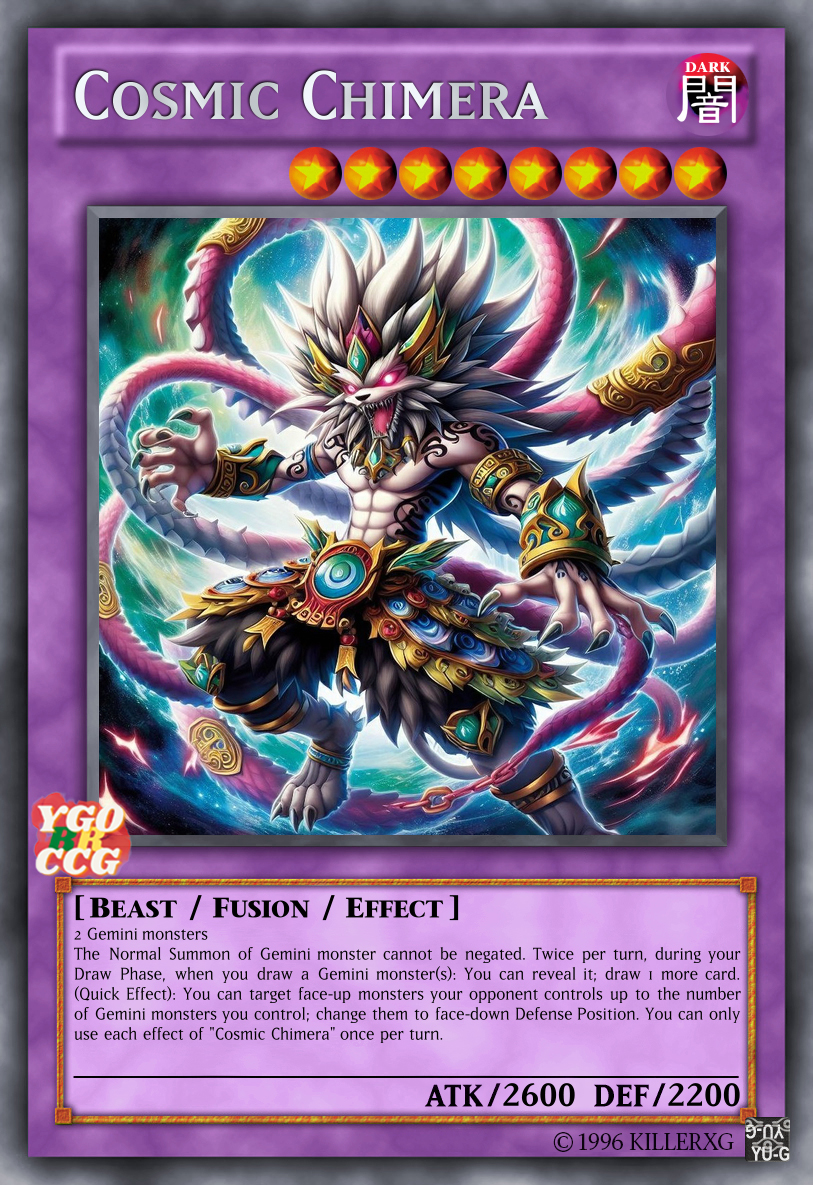 Cosmic Chimera
DARK
闇
YGO
BR
CCG
[ Beast / Fusion / Effect ]
2 Gemini monsters
The Normal Summon of Gemini monster cannot be negated. Twice per turn, during your
Draw Phase, when you draw a Gemini monster(s): You can reveal it; draw 1 more card.
(Quick Effect): You can target face-up monsters your opponent controls up to the number
of Gemini monsters you control; change them to face-down Defense Position. You can only
use each effect of "Cosmic Chimera" once per turn.
ATK/2600 DEF/2200
© 1996 KILLERXG
YU-G